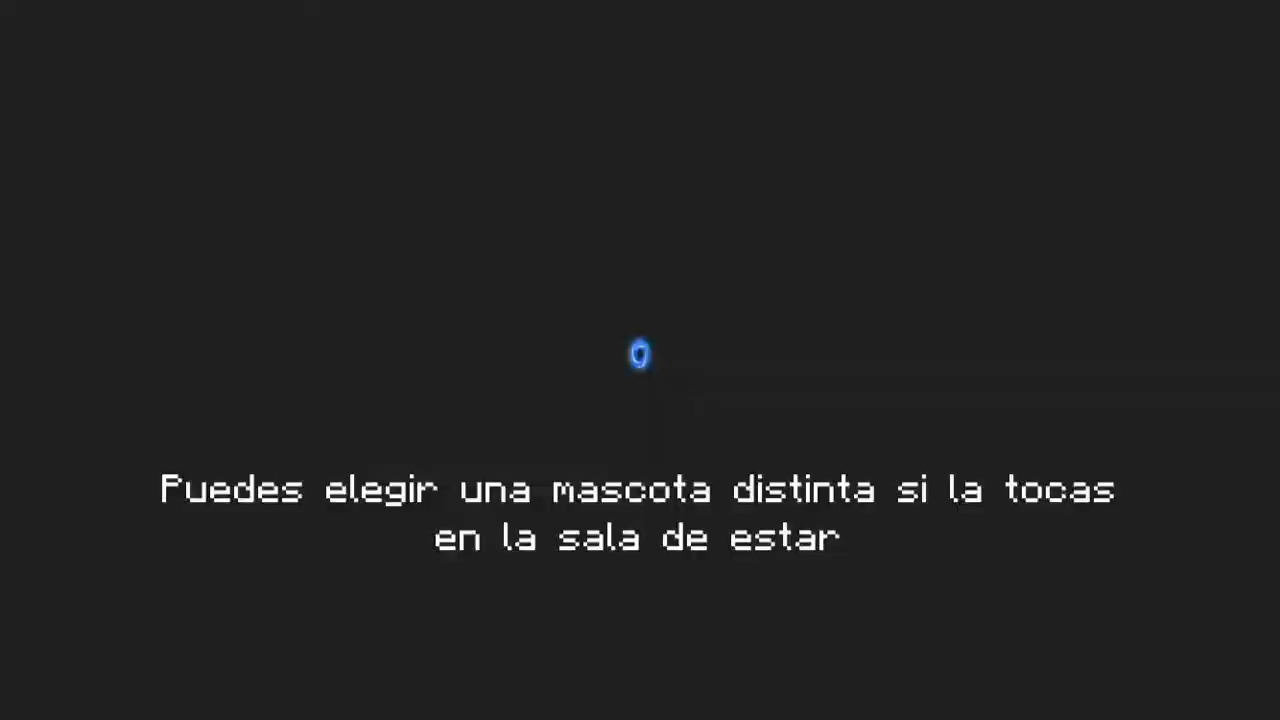 Puedes elegir una mascota distinta si la tocas
en la sala de estar